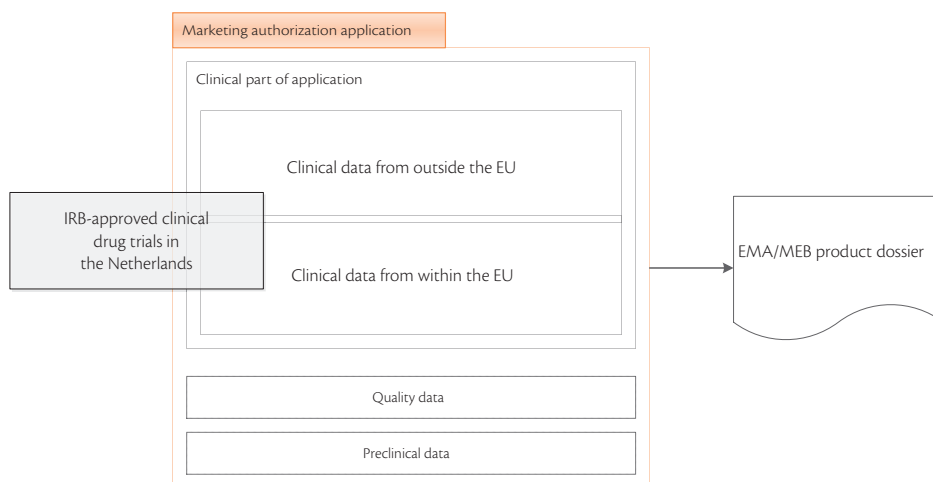 Marketing authorization application
Clinical part of application
Clinical data from outside the EU
IRB-approved clinical
drug trials in
the Netherlands
Clinical data from within the EU
EMA/MEB product dossier
Quality data
Preclinical data